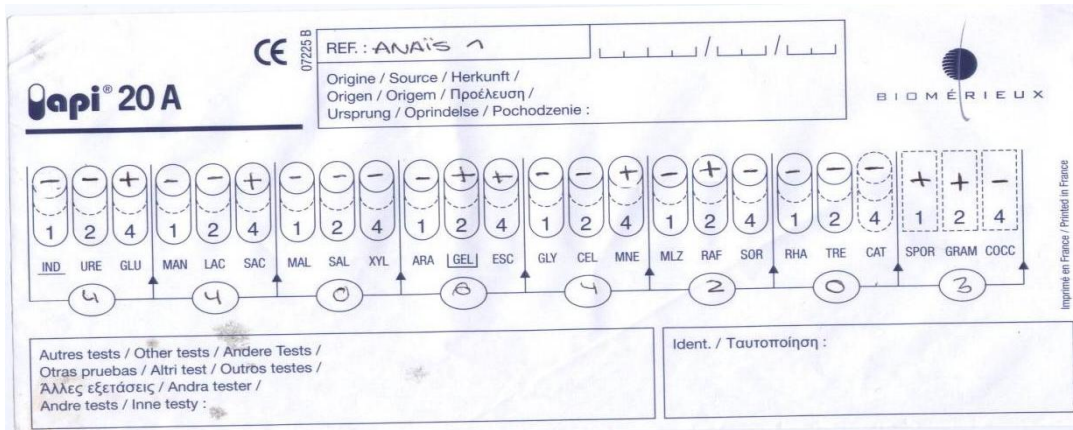 CE
07225 B
REF. : ANAÏS 1
api® 20 A
Origine / Source / Herkunft /
Origen / Origem / Προέλευση /
Ursprung / Oprindelse / Pochodzenie :
BIOMÉRIEUX
- - + - - + - - - - + + - - + - + - - - - + + -
1 2 4 1 2 4 1 2 4 1 2 4 1 2 4 1 2 4 1 2 4 1 2 4
IND URE GLU MAN LAC SAC MAL SAL XYL ARA GEL ESC GLY CEL MNE MLZ RAF SOR RHA TRE CAT SPOR GRAM COCC
4 4 0 6 4 2 0 3
Imprimé en France / Printed in France
Autres tests / Other tests / Andere Tests /
Otras pruebas / Altri test / Outros testes /
Άλλες εξετάσεις / Andra tester /
Andre tests / Inne testy :
Ident. / Ταυτοποίηση :